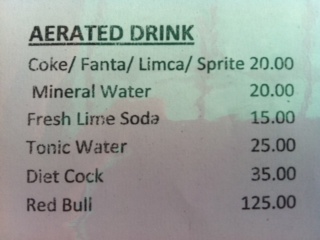 AERATED DRINK
Coke/ Fanta/ Limca/ Sprite 20.00
Mineral Water 20.00
Fresh Lime Soda 15.00
Tonic Water 25.00
Diet Cock 35.00
Red Bull 125.00